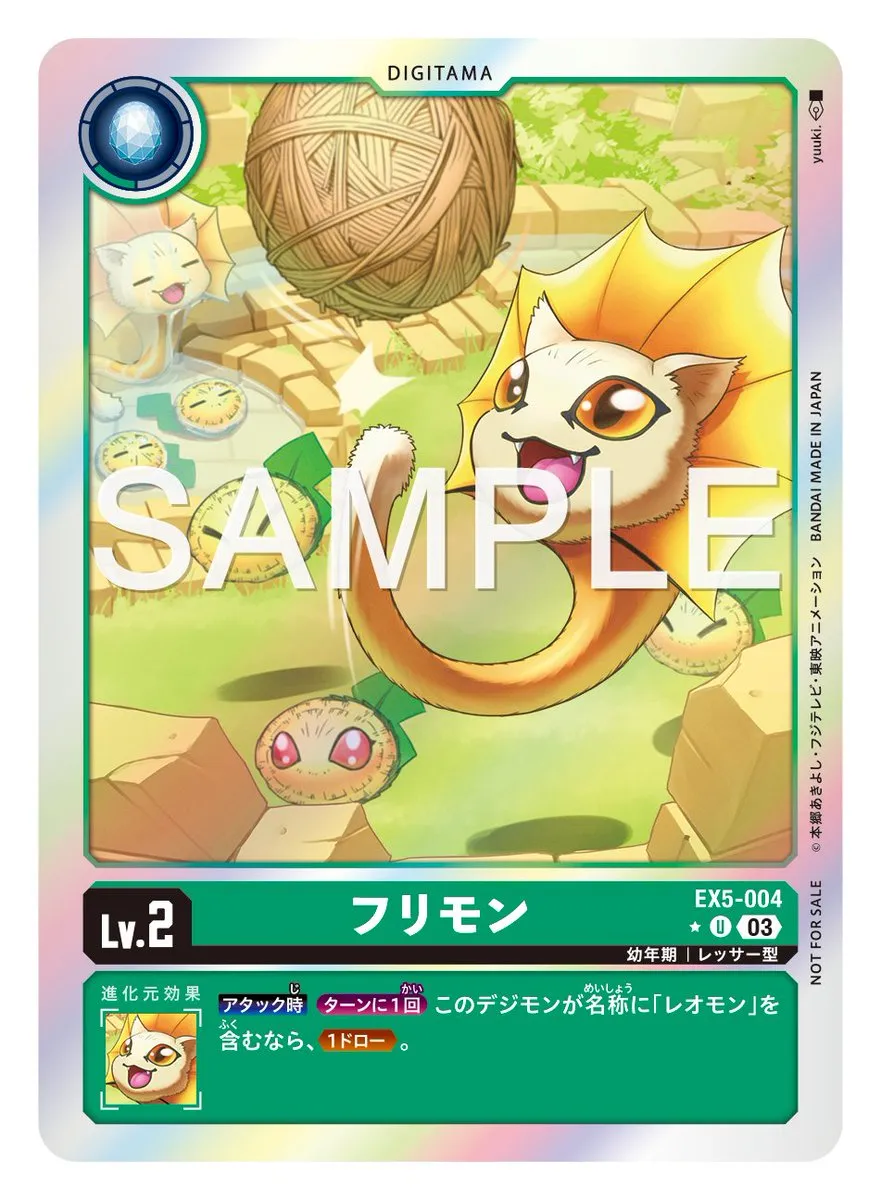 DIGITAMA
yuuki.
SAMPLE
BANDAI MADE IN JAPAN
© 本郷あきよし・フジテレビ・東映アニメーション
NOT FOR SALE
Lv.2
フリモン
EX5-004
U 03
幼年期 | レッサー型
進化元効果
アタック時 ターンに1回 このデジモンが名称に「レオモン」を
含むなら、1ドロー。